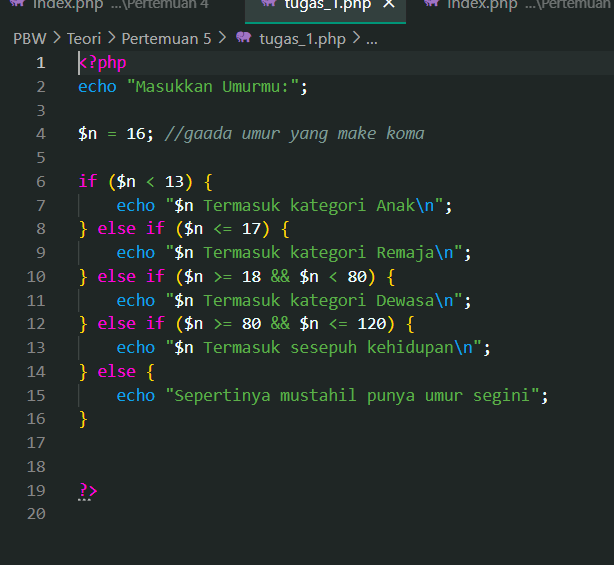 index.php ...\Pertemuan 4 tugas_1.php × index.php ...\Pertemuan
PBW > Teori > Pertemuan 5 > tugas_1.php > ...
1 <?php
2 echo "Masukkan Umurmu:";
3
4 $n = 16; //gaada umur yang make koma
5
6 if ($n < 13) {
7 echo "$n Termasuk kategori Anak\n";
8 } else if ($n <= 17) {
9 echo "$n Termasuk kategori Remaja\n";
10 } else if ($n >= 18 && $n < 80) {
11 echo "$n Termasuk kategori Dewasa\n";
12 } else if ($n >= 80 && $n <= 120) {
13 echo "$n Termasuk sesepuh kehidupan\n";
14 } else {
15 echo "Sepertinya mustahil punya umur segini";
16 }
17
18
19 ?>
20